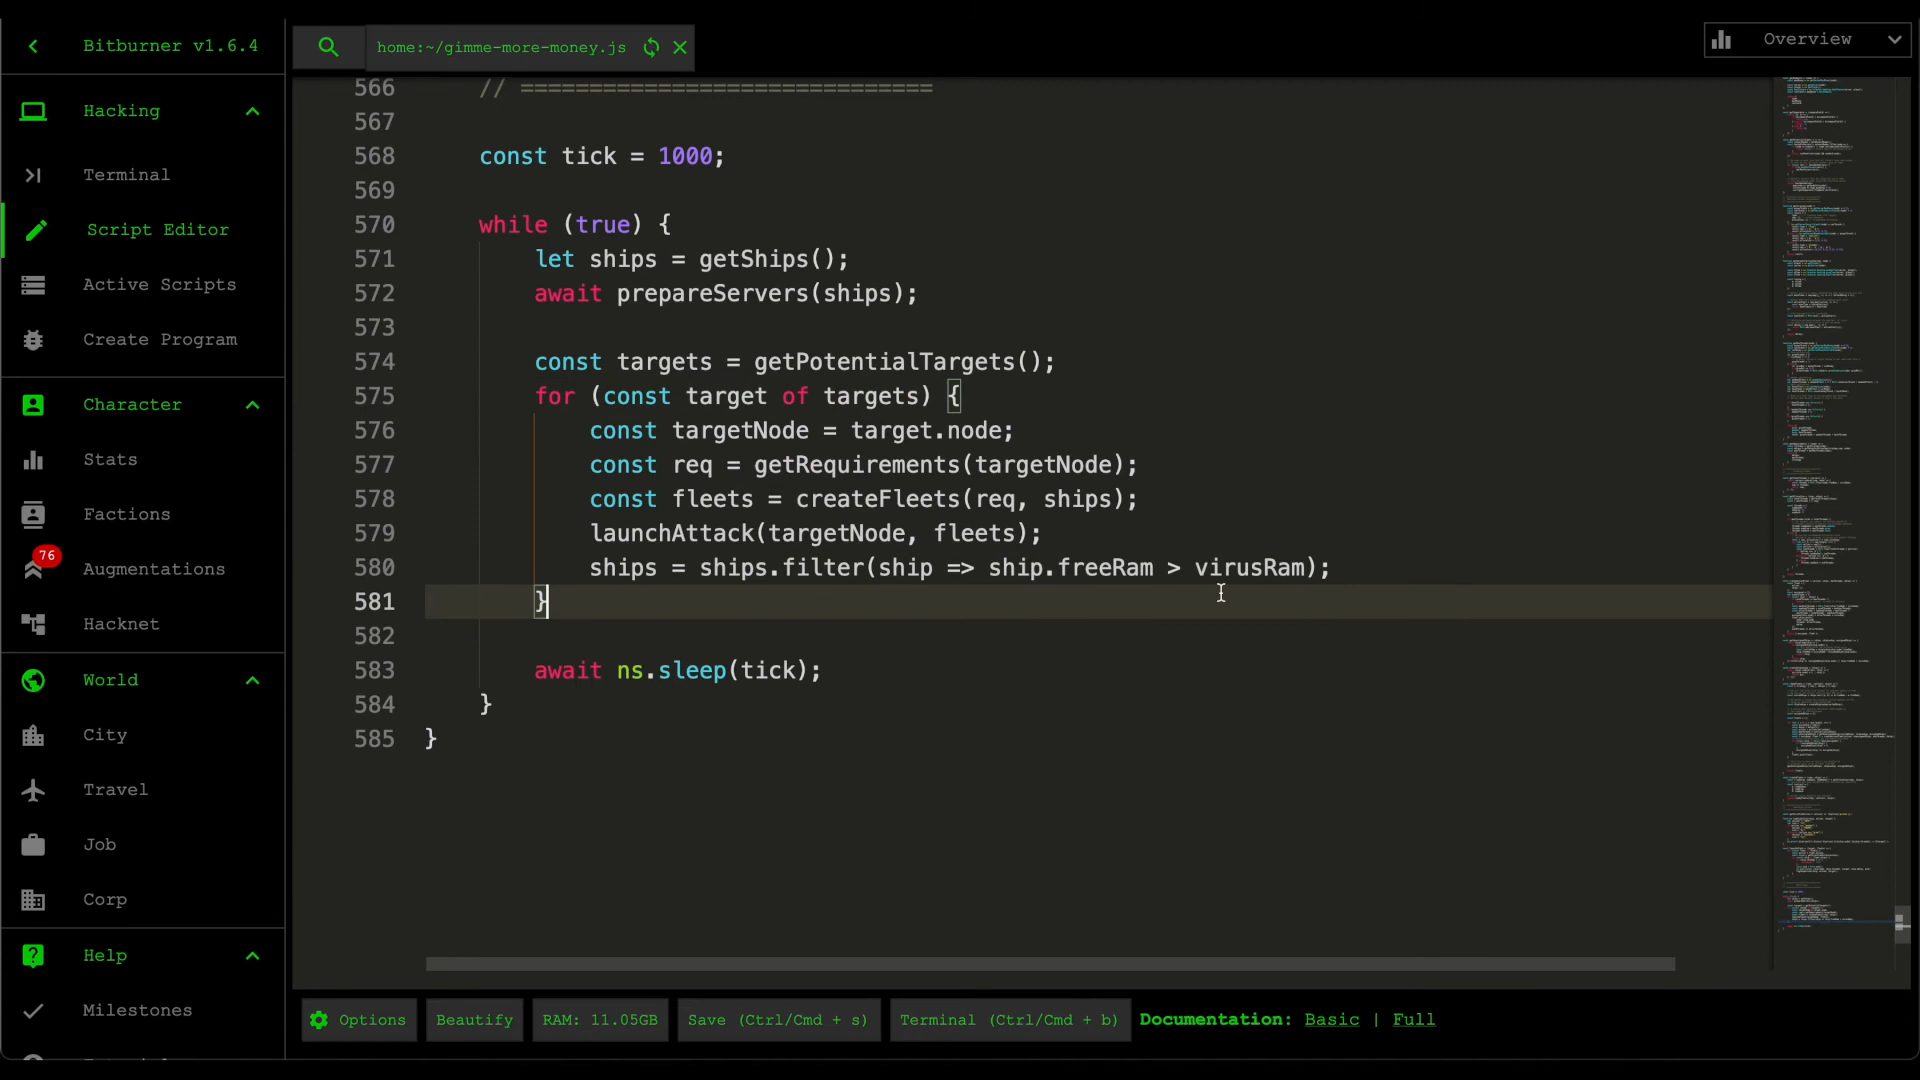 Bitburner v1.6.4
Hacking
Terminal
Script Editor
Active Scripts
Create Program
Character
Stats
Factions
76
Augmentations
Hacknet
World
City
Travel
Job
Corp
Help
Milestones
home:~/gimme-more-money.js
Overview
566 // ==============================
567
568 const tick = 1000;
569
570 while (true) {
571 let ships = getShips();
572 await prepareServers(ships);
573
574 const targets = getPotentialTargets();
575 for (const target of targets) {
576 const targetNode = target.node;
577 const req = getRequirements(targetNode);
578 const fleets = createFleets(req, ships);
579 launchAttack(targetNode, fleets);
580 ships = ships.filter(ship => ship.freeRam > virusRam);
581 }
582
583 await ns.sleep(tick);
584 }
585 }
Options Beautify RAM: 11.05GB Save (Ctrl/Cmd + s) Terminal (Ctrl/Cmd + b) Documentation: Basic | Full